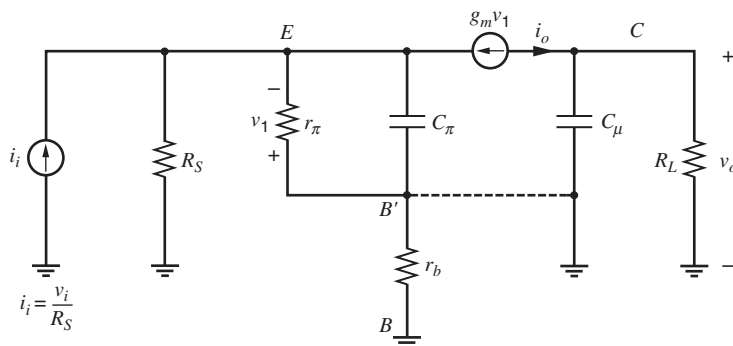 g_m v_1
E
i_o
C
+
−
v_1
r_π
+
C_π
C_μ
i_i
R_S
R_L
v_o
B′
r_b
−
i_i = v_i / R_S
B